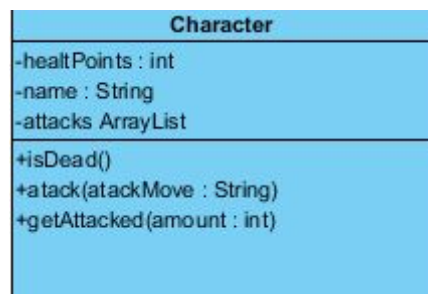 Character
-healtPoints : int
-name : String
-attacks ArrayList
+isDead()
+atack(atackMove : String)
+getAttacked(amount : int)